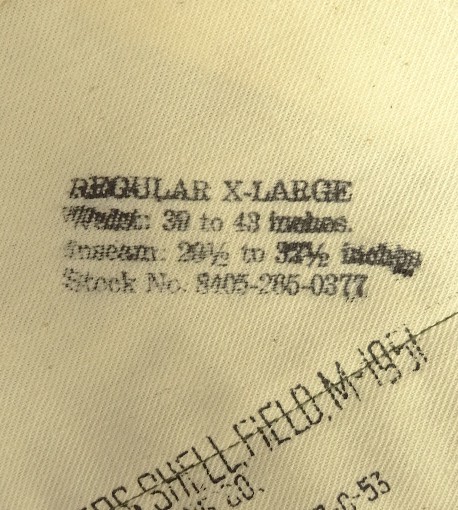 REGULAR X-LARGE
Waist: 39 to 43 inches.
Inseam: 29½ to 32½ inches
Stock No. 8405-265-0377
SHELL, FIELD, M-1951
CO.
C-53